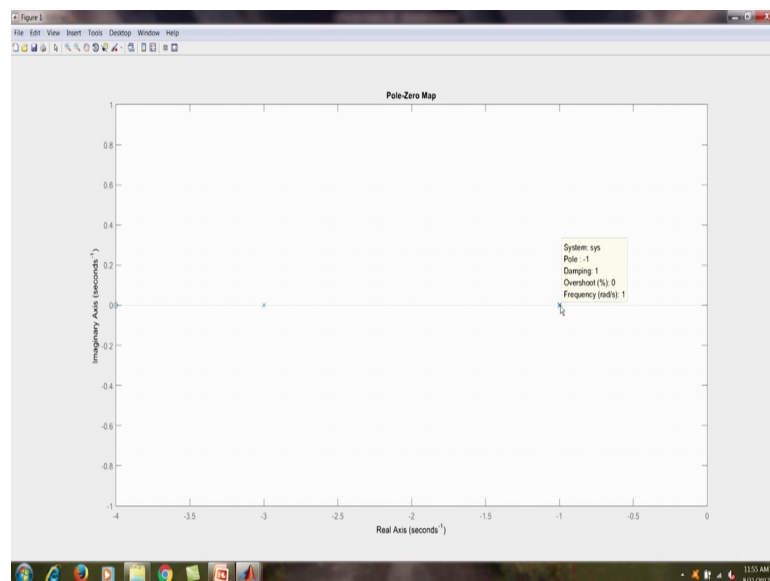 Figure 1
File Edit View Insert Tools Desktop Window Help
Pole-Zero Map
1
0.8
0.6
0.4
0.2
0
-0.2
-0.4
-0.6
-0.8
-1
Imaginary Axis (seconds⁻¹)
System: sys
Pole : -1
Damping: 1
Overshoot (%): 0
Frequency (rad/s): 1
-4 -3.5 -3 -2.5 -2 -1.5 -1 -0.5 0
Real Axis (seconds⁻¹)
11:55 AM